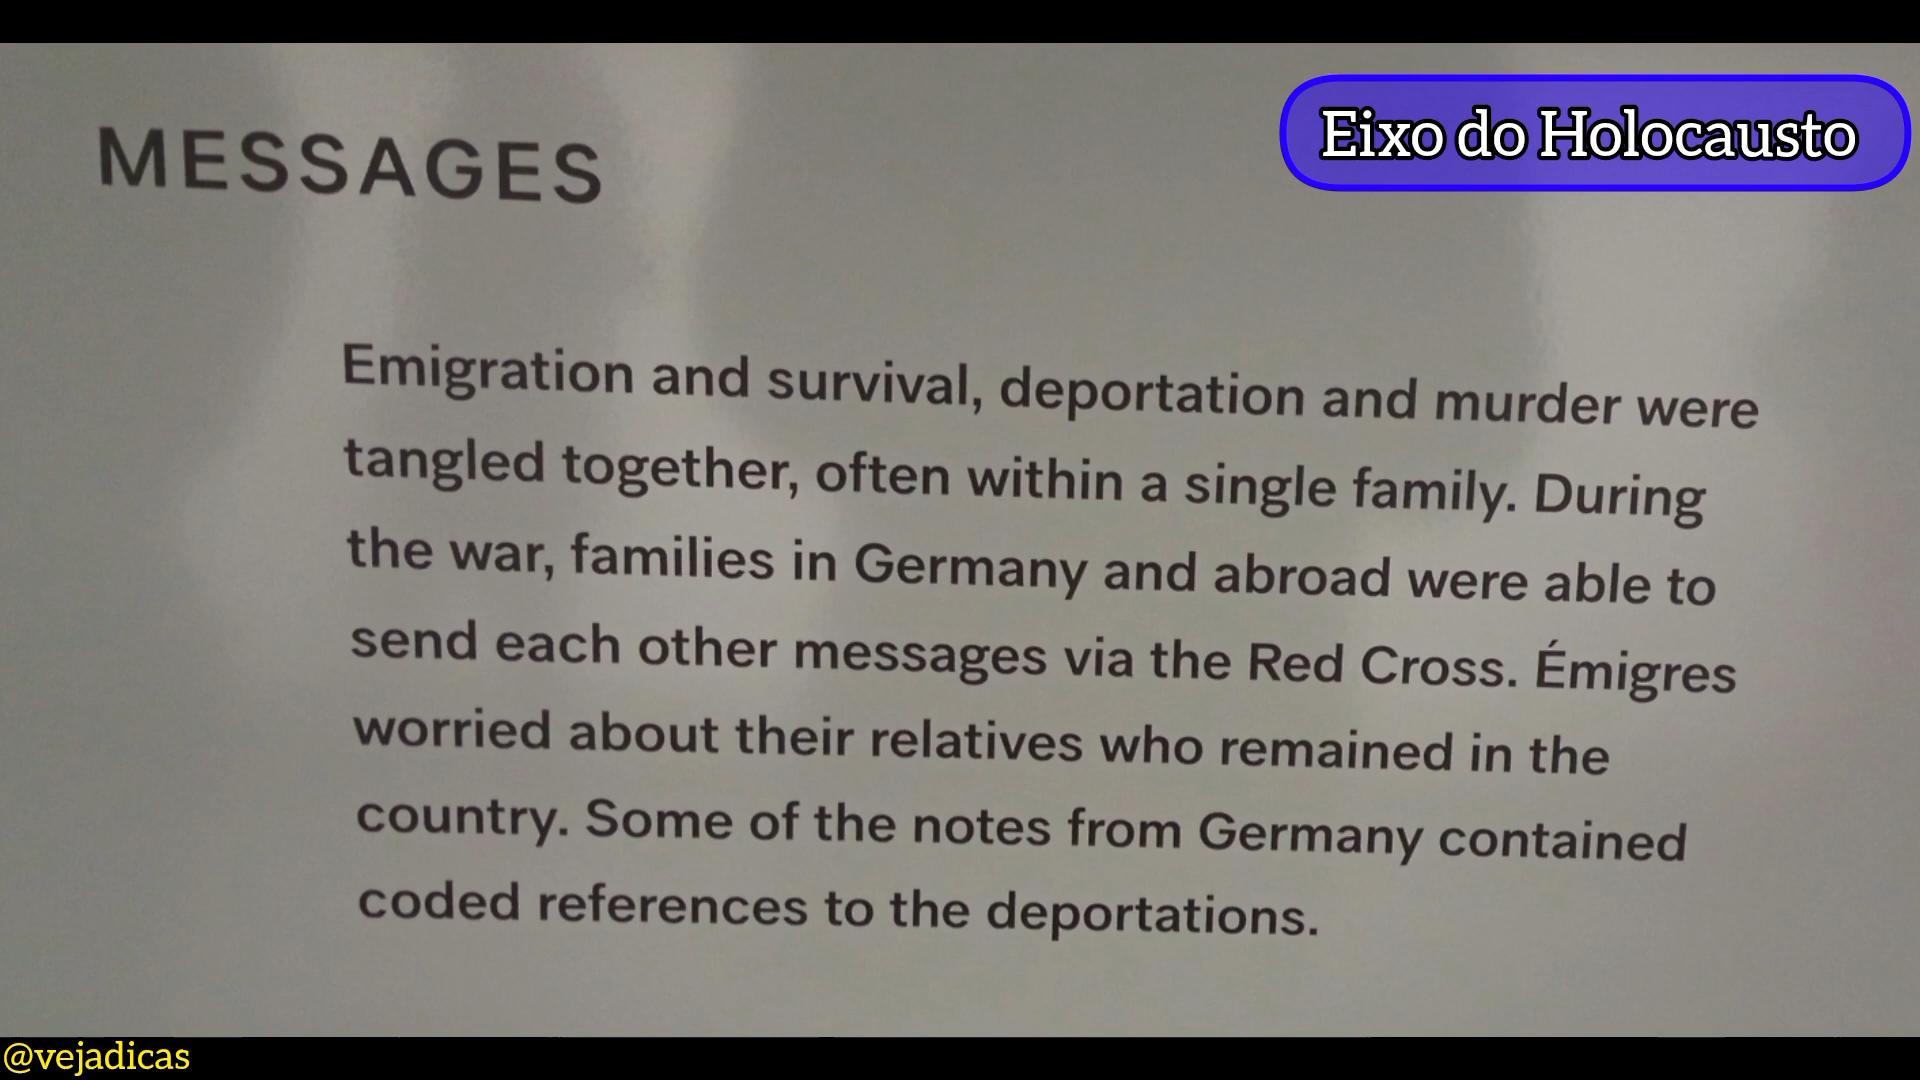 MESSAGES
Eixo do Holocausto
Emigration and survival, deportation and murder were
tangled together, often within a single family. During
the war, families in Germany and abroad were able to
send each other messages via the Red Cross. Émigres
worried about their relatives who remained in the
country. Some of the notes from Germany contained
coded references to the deportations.
@vejadicas